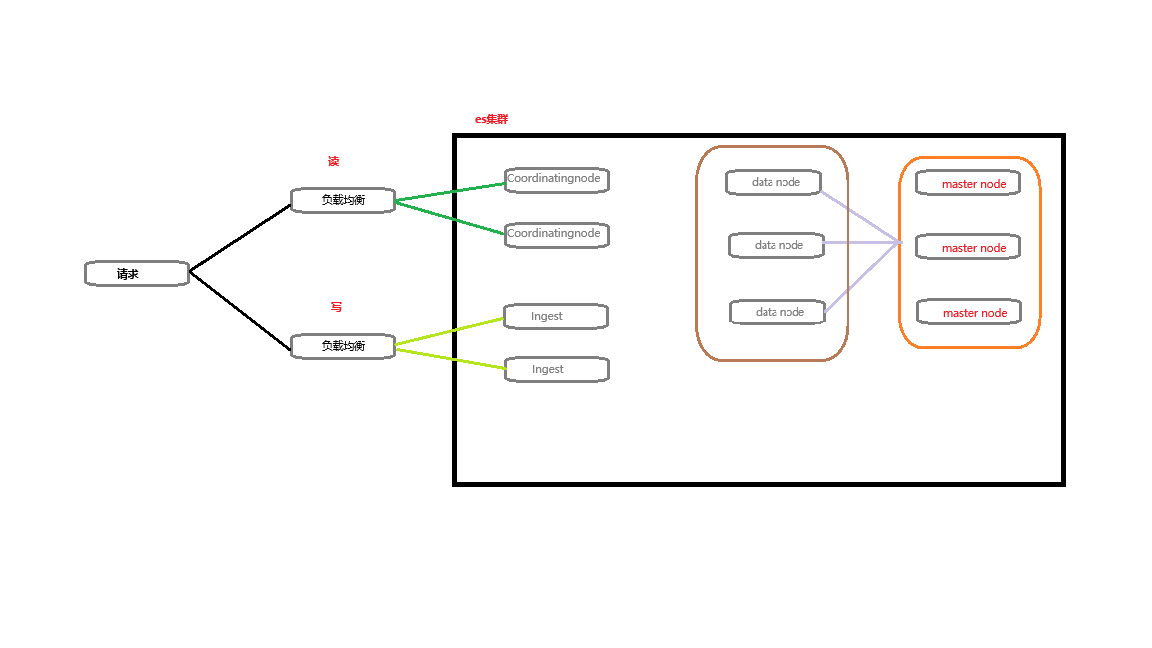 es集群
读
负载均衡
Coordinatingnode
Coordinatingnode
请求
写
负载均衡
Ingest
Ingest
data node
data node
data node
master node
master node
master node